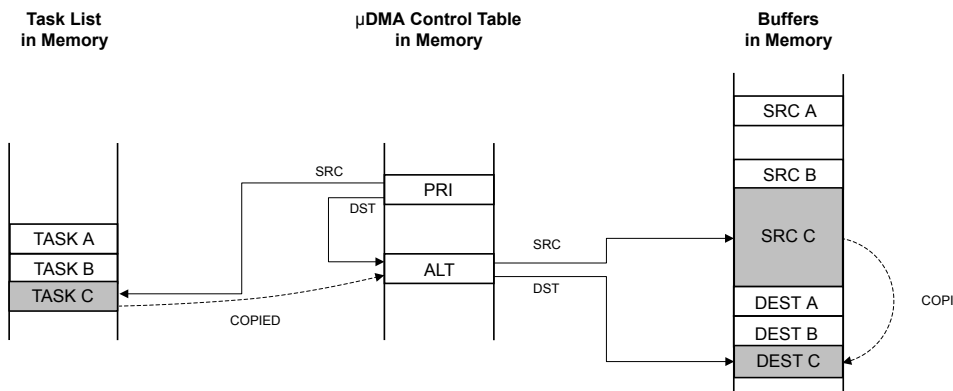 Task List
in Memory
µDMA Control Table
in Memory
Buffers
in Memory
SRC A
SRC B
SRC C
DEST A
DEST B
DEST C
SRC
PRI
DST
ALT
SRC
DST
TASK A
TASK B
TASK C
COPIED
COPI